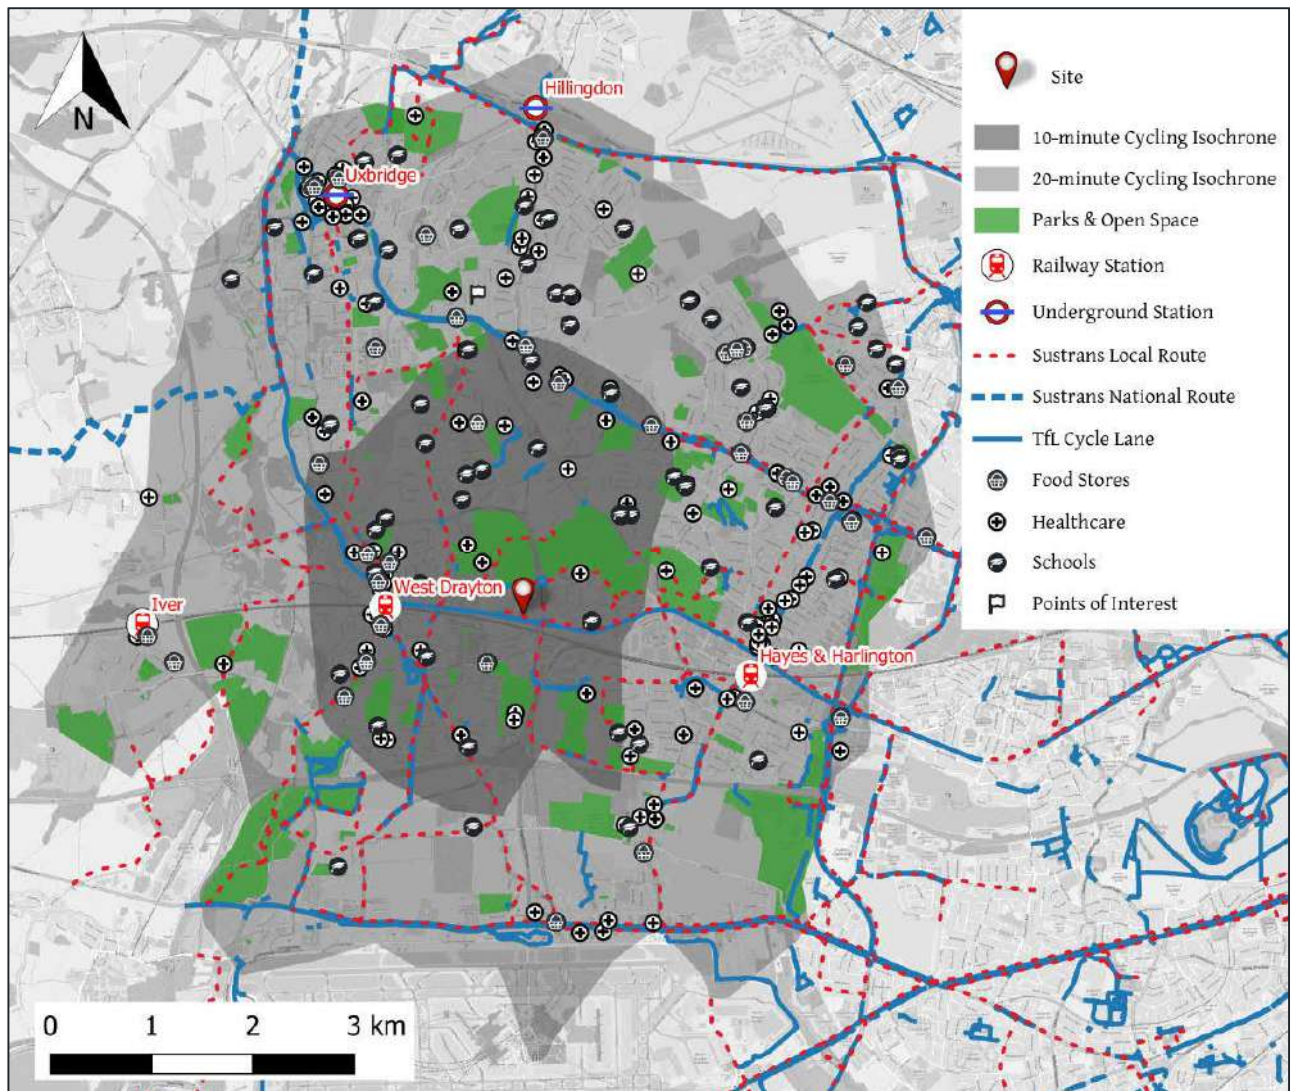 Hillingdon
Site
N
10-minute Cycling Isochrone
Uxbridge
20-minute Cycling Isochrone
Parks & Open Space
Railway Station
Underground Station
Sustrans Local Route
Sustrans National Route
TfL Cycle Lane
Food Stores
Healthcare
Schools
Points of Interest
West Drayton
Iver
Hayes & Harlington
0 1 2 3 km